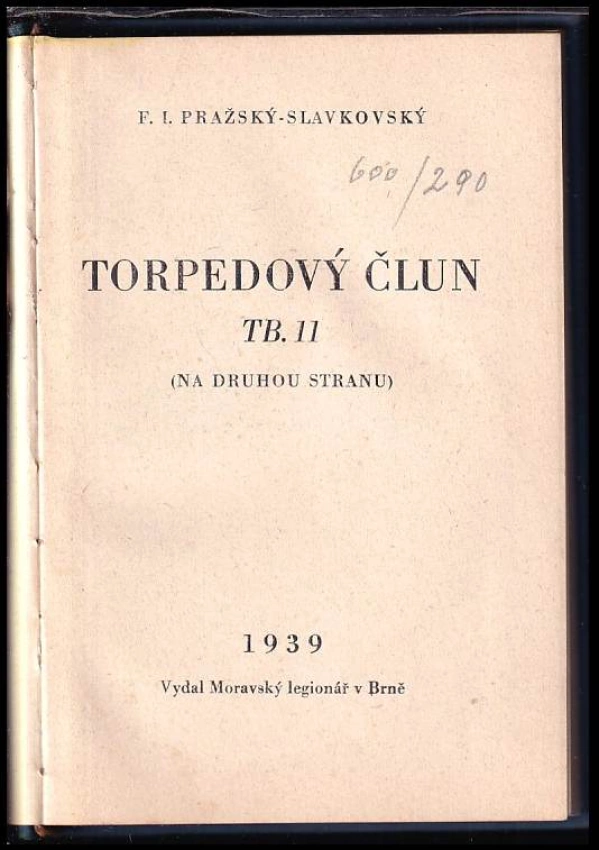 F. I. PRAŽSKÝ-SLAVKOVSKÝ
600/290
TORPEDOVÝ ČLUN
TB. 11
(NA DRUHOU STRANU)
1939
Vydal Moravský legionář v Brně